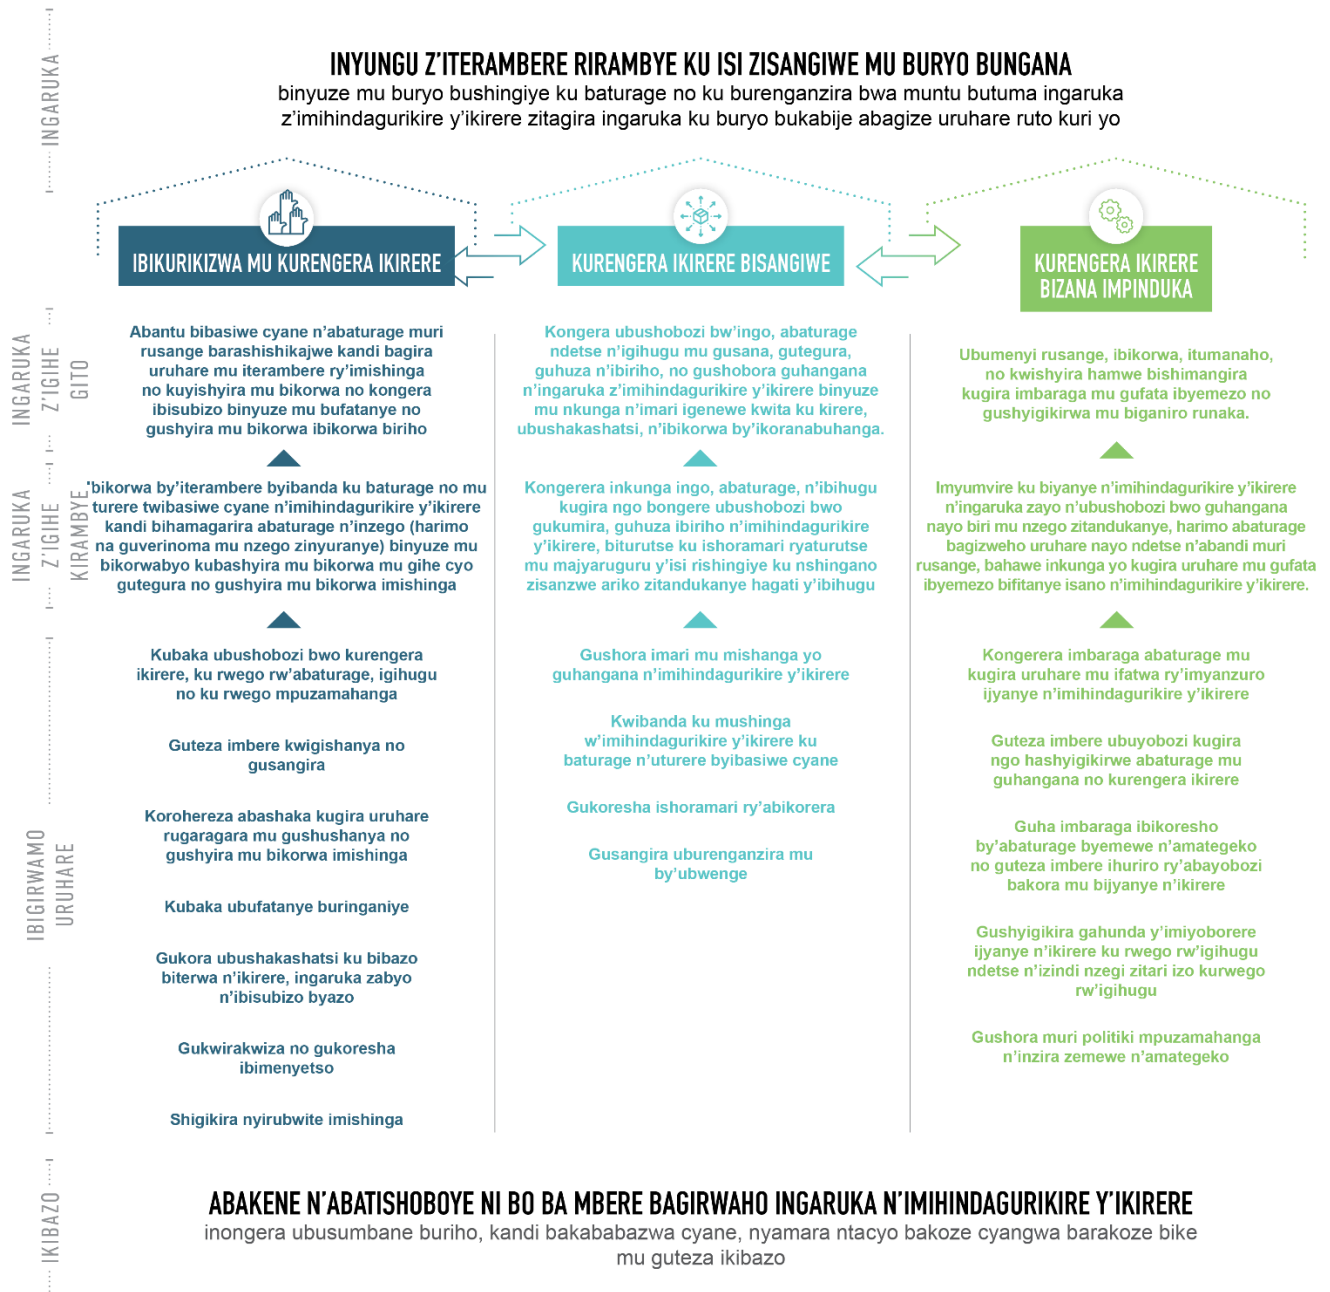 INGARUKA
INYUNGU Z'ITERAMBERE RIRAMBYE KU ISI ZISANGIWE MU BURYO BUNGANA
binyuze mu buryo bushingiye ku baturage no ku burenganzira bwa muntu butuma ingaruka
z'imihindagurikire y'ikirere zitagira ingaruka ku buryo bukabije abagize uruhare ruto kuri yo
IBIKURIKIZWA MU KURENGERA IKIRERE
KURENGERA IKIRERE BISANGIWE
KURENGERA IKIRERE
BIZANA IMPINDUKA
INGARUKA
Z'IGIHE
GITO
Abantu bibasiwe cyane n'abaturage muri
rusange barashishikajwe kandi bagira
uruhare mu iterambere ry'imishinga
no kuyishyira mu bikorwa no kongera
ibisubizo binyuze mu bufatanye no
gushyira mu bikorwa ibikorwa biriho
Kongera ubushobozi bw'ingo, abaturage
ndetse n'igihugu mu gusana, gutegura,
guhuza n'ibiriho, no gushobora guhangana
n'ingaruka z'imihindagurikire y'ikirere binyuze
mu nkunga n'imari igenewe kwita ku kirere,
ubushakashatsi, n'ibikorwa by'ikoranabuhanga.
Ubumenyi rusange, ibikorwa, itumanaho,
no kwishyira hamwe bishimangira
kugira imbaraga mu gufata ibyemezo no
gushyigikirwa mu biganiro runaka.
INGARUKA
Z'IGIHE
KIRAMBYE
'bikorwa by'iterambere byibanda ku baturage no mu
turere twibasiwe cyane n'imihindagurikire y'ikirere
kandi bihamagarira abaturage n'inzego (harimo
na guverinoma mu nzego zinyuranye) binyuze mu
bikorwabyo kubashyira mu bikorwa mu gihe cyo
gutegura no gushyira mu bikorwa imishinga
Kongerera inkunga ingo, abaturage, n'ibihugu
kugira ngo bongere ubushobozi bwo
gukumira, guhuza ibiriho n'imihindagurikire
y'ikirere, biturutse ku ishoramari ryaturutse
mu majyaruguru y'isi rishingiye ku nshingano
zisanzwe ariko zitandukanye hagati y'ibihugu
Imyumvire ku biyanye n'imihindagurikire y'ikirere
n'ingaruka zayo n'ubushobozi bwo guhangana
nayo biri mu nzego zitandukanye, harimo abaturage
bagizweho uruhare nayo ndetse n'abandi muri
rusange, bahawe inkunga yo kugira uruhare mu gufata
ibyemezo bifitanye isano n'imihindagurikire y'ikirere.
IBIGIRWAMO
URUHARE
Kubaka ubushobozi bwo kurengera
ikirere, ku rwego rw'abaturage, igihugu
no ku rwego mpuzamahanga
Guteza imbere kwigishanya no
gusangira
Korohereza abashaka kugira uruhare
rugaragara mu gushushanya no
gushyira mu bikorwa imishinga
Kubaka ubufatanye buringaniye
Gukora ubushakashatsi ku bibazo
biterwa n'ikirere, ingaruka zabyo
n'ibisubizo byazo
Gukwirakwiza no gukoresha
ibimenyetso
Shigikira nyirubwite imishinga
Gushora imari mu mishanga yo
guhangana n'imihindagurikire y'ikirere
Kwibanda ku mushinga
w'imihindagurikire y'ikirere ku
baturage n'uturere byibasiwe cyane
Gukoresha ishoramari ry'abikorera
Gusangira uburenganzira mu
by'ubwenge
Kongerera imbaraga abaturage mu
kugira uruhare mu ifatwa ry'imyanzuro
ijyanye n'imihindagurikire y'ikirere
Guteza imbere ubuyobozi kugira
ngo hashyigikirwe abaturage mu
guhangana no kurengera ikirere
Guha imbaraga ibikoresho
by'abaturage byemewe n'amategeko
no guteza imbere ihuriro ry'abayobozi
bakora mu bijyanye n'ikirere
Gushyigikira gahunda y'imiyoborere
ijyanye n'ikirere ku rwego rw'igihugu
ndetse n'izindi nzegi zitari izo kurwego
rw'igihugu
Gushora muri politiki mpuzamahanga
n'inzira zemewe n'amategeko
IKIBAZO
ABAKENE N'ABATISHOBOYE NI BO BA MBERE BAGIRWAHO INGARUKA N'IMIHINDAGURIKIRE Y'IKIRERE
inongera ubusumbane buriho, kandi bakababazwa cyane, nyamara ntacyo bakoze cyangwa barakoze bike
mu guteza ikibazo